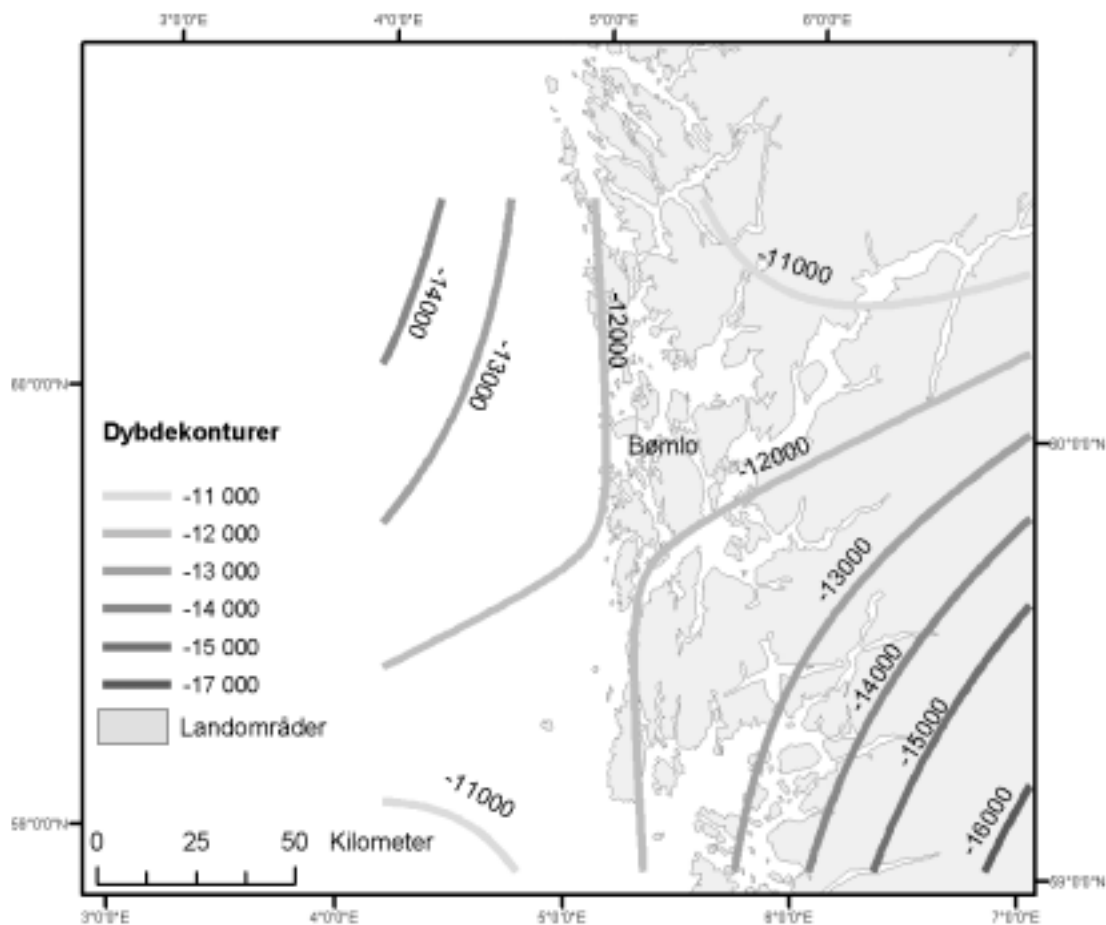 3°0'0"E 4°0'0"E 5°0'0"E 6°0'0"E
-11000
-14000
-12000
-13000
60°0'0"N
Dybdekonturer
Bømlo
-12000
60°0'0"N
-11 000
-12 000
-13 000
-13000
-14 000
-15 000
-17 000
-14000
Landområder
-15000
-11000
-16000
59°0'0"N
0 25 50 Kilometer
59°0'0"N
3°0'0"E 4°0'0"E 5°0'0"E 6°0'0"E 7°0'0"E